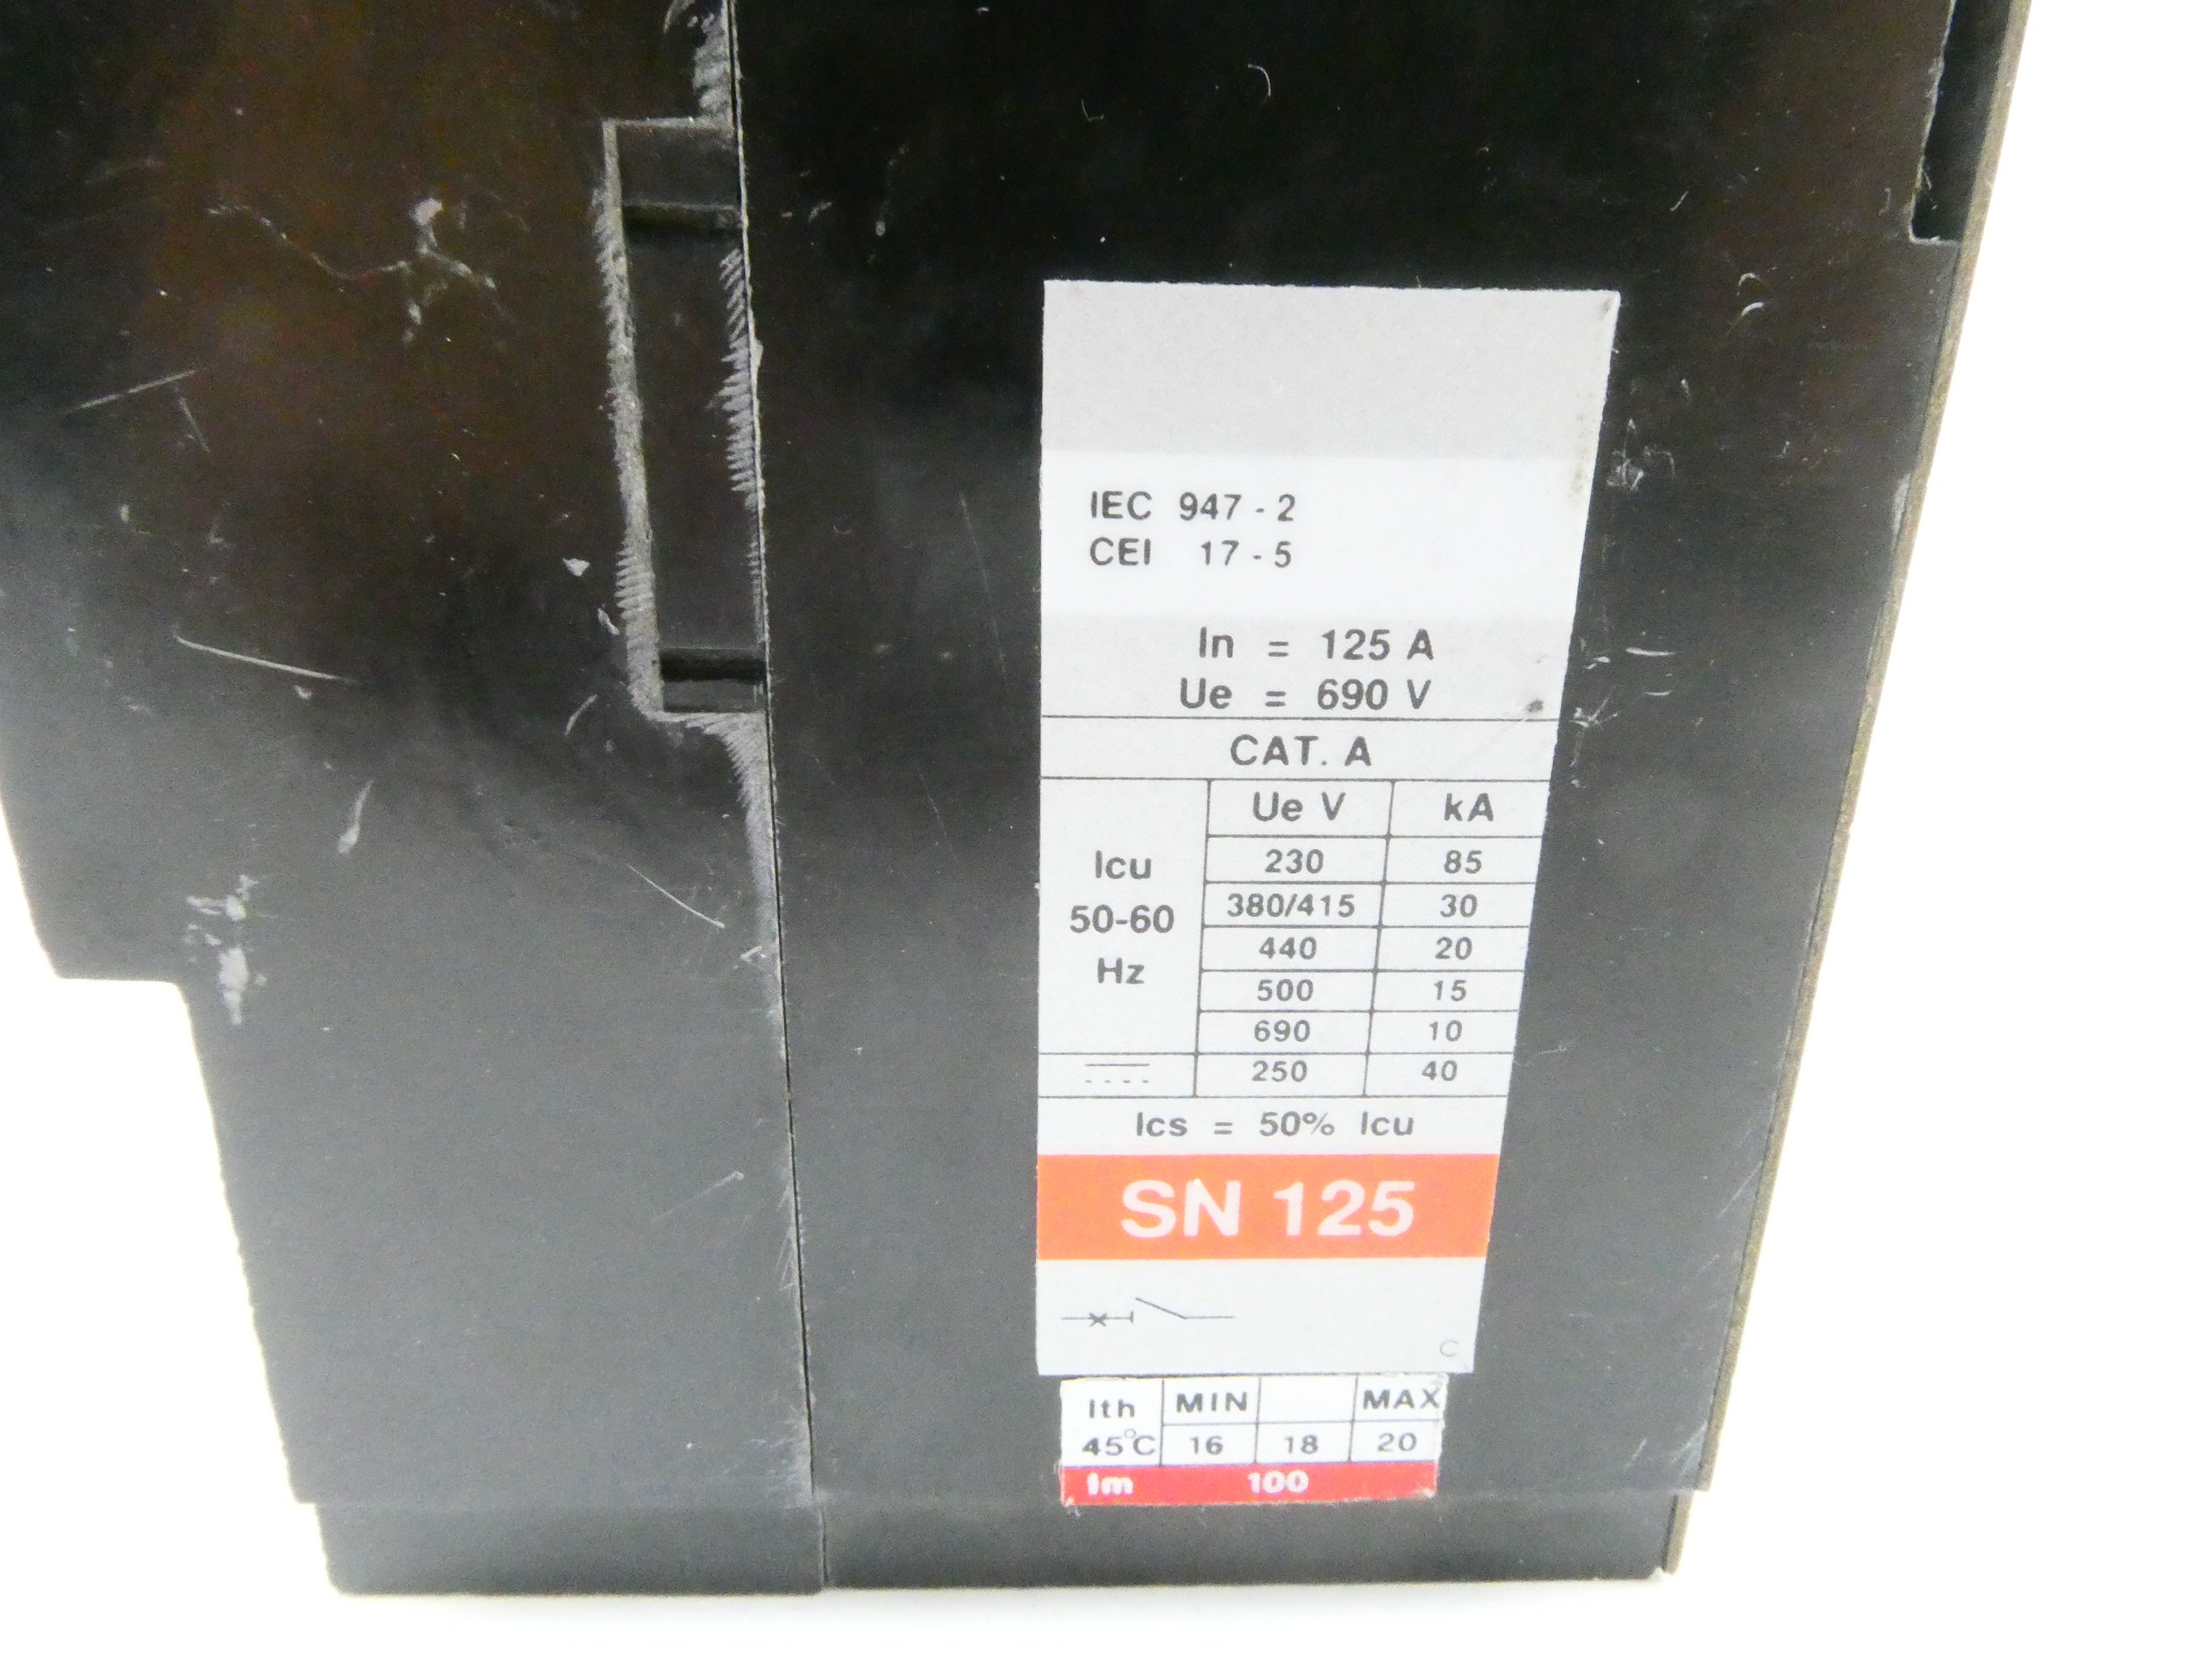 IEC 947 - 2
CEI 17 - 5
In = 125 A
Ue = 690 V
CAT. A
Ue V kA
Icu 50-60 Hz
230 85
380/415 30
440 20
500 15
690 10
250 40
Ics = 50% Icu
SN 125
C
Ith MIN MAX
45°C 16 18 20
Im 100